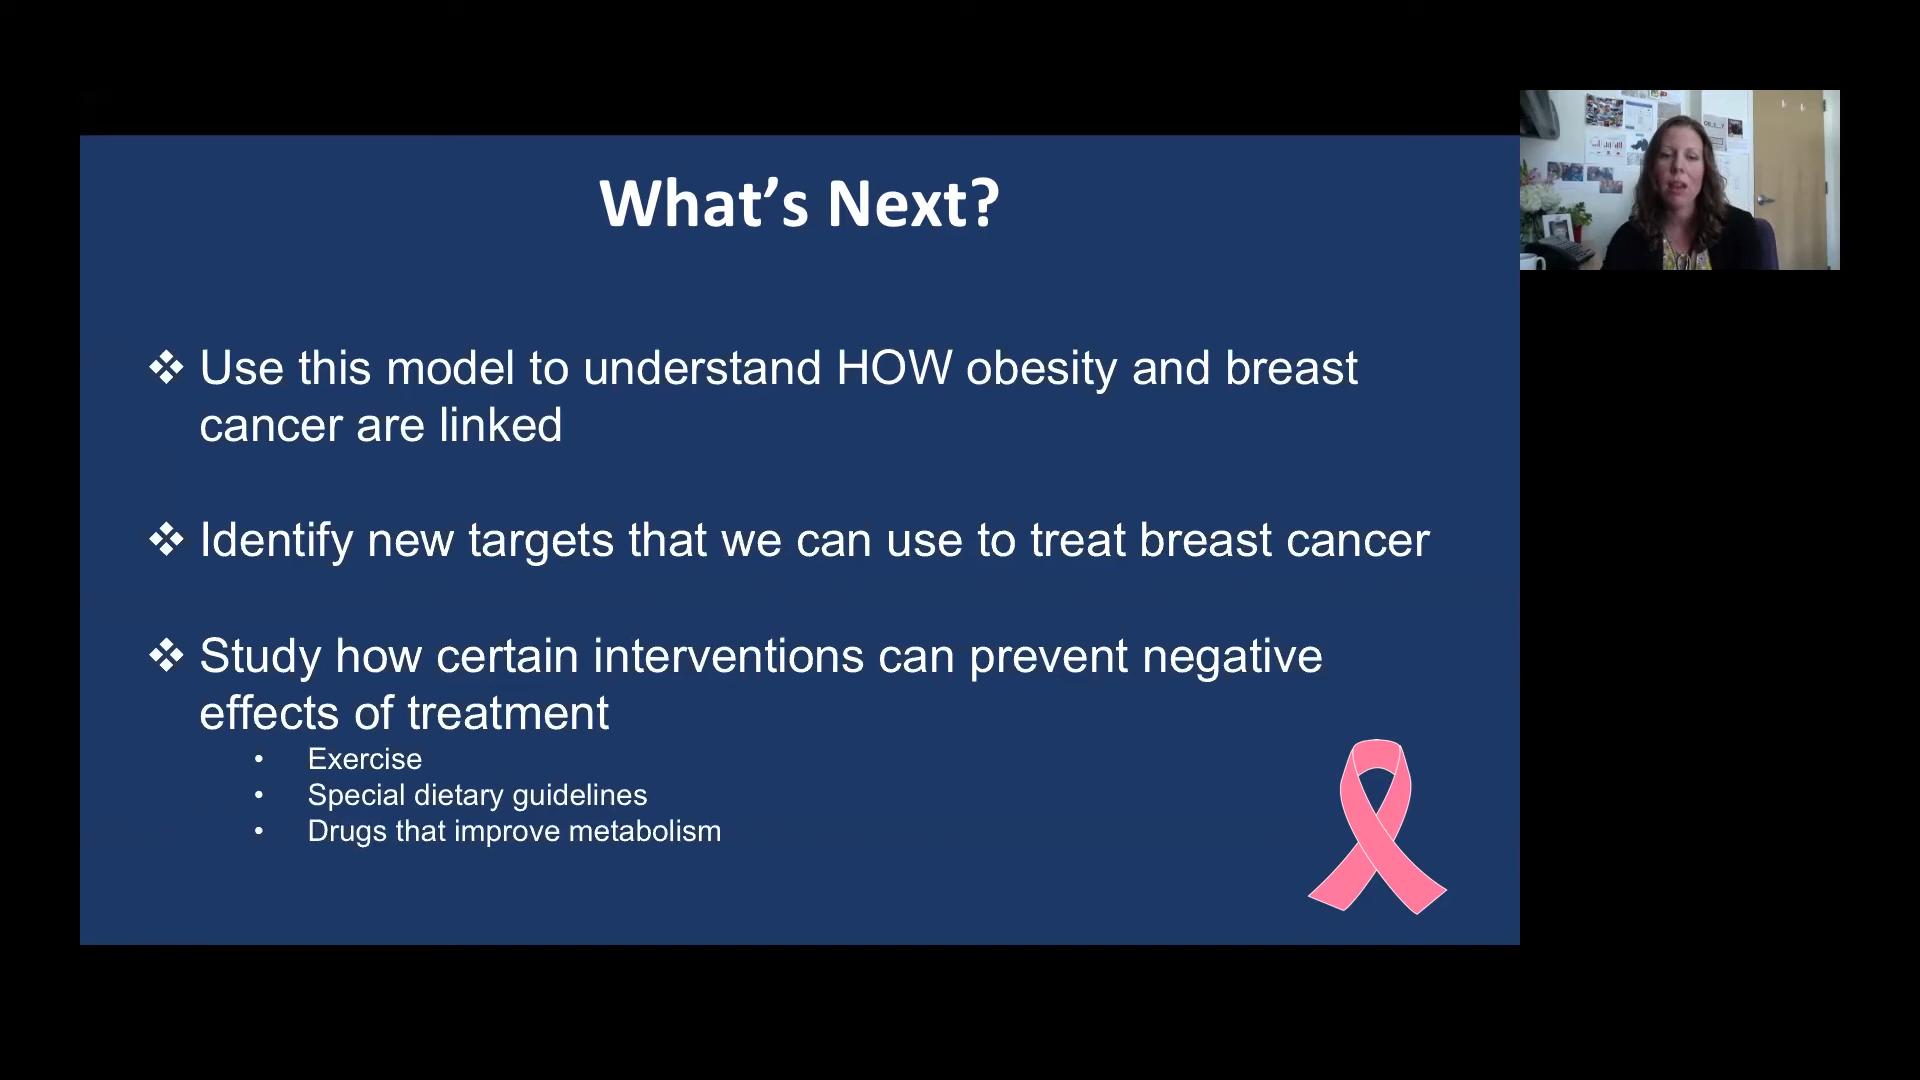 What’s Next?
❖ Use this model to understand HOW obesity and breast
cancer are linked
❖ Identify new targets that we can use to treat breast cancer
❖ Study how certain interventions can prevent negative
effects of treatment
• Exercise
• Special dietary guidelines
• Drugs that improve metabolism